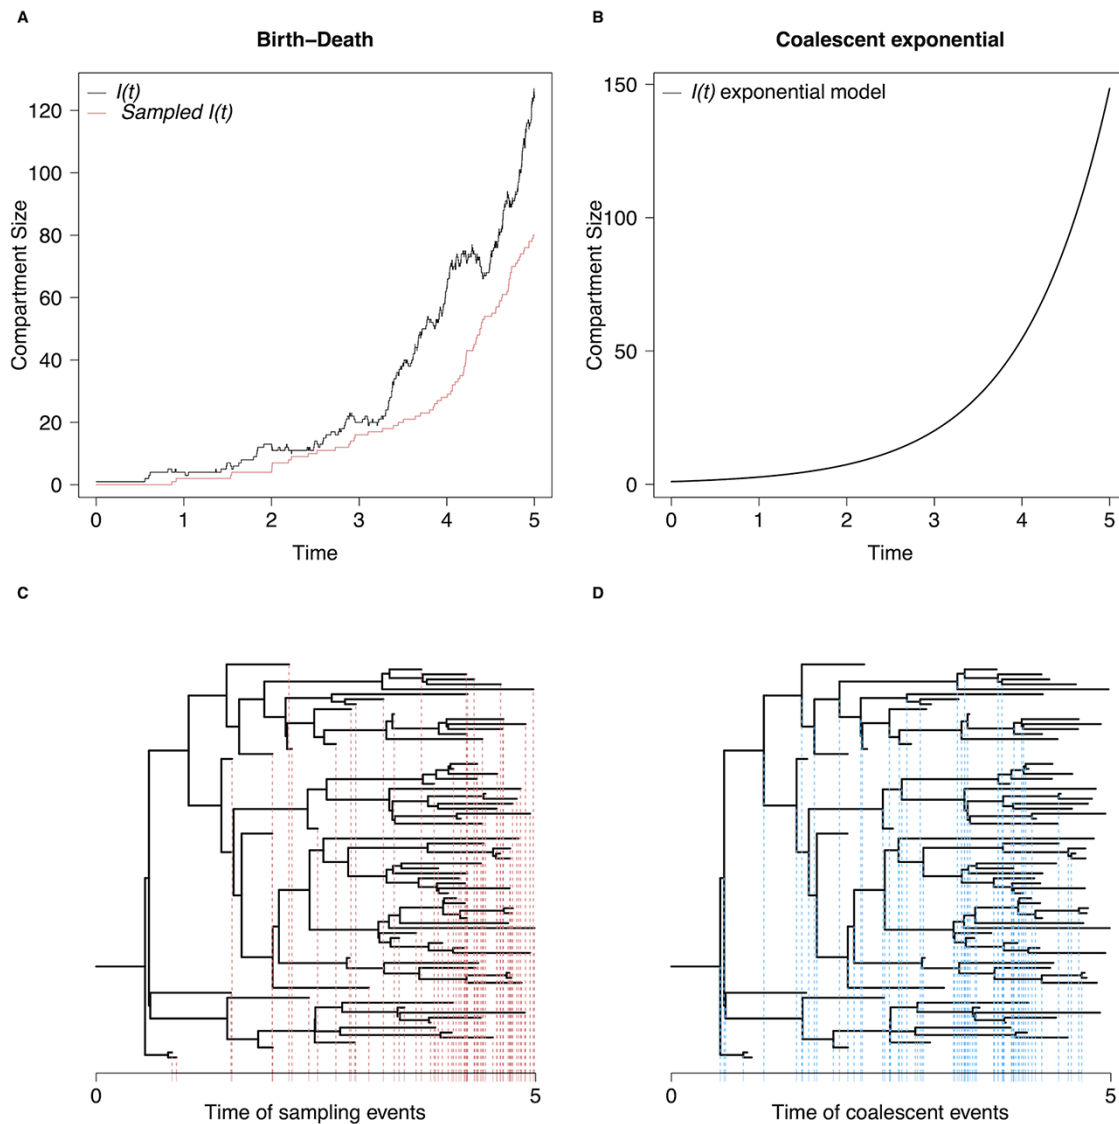 A
Birth–Death
I(t)
Sampled I(t)
120
100
80
60
40
20
0
Compartment Size
0 1 2 3 4 5
Time
B
Coalescent exponential
I(t) exponential model
150
100
50
0
Compartment Size
0 1 2 3 4 5
Time
C
0 5
Time of sampling events
D
0 5
Time of coalescent events